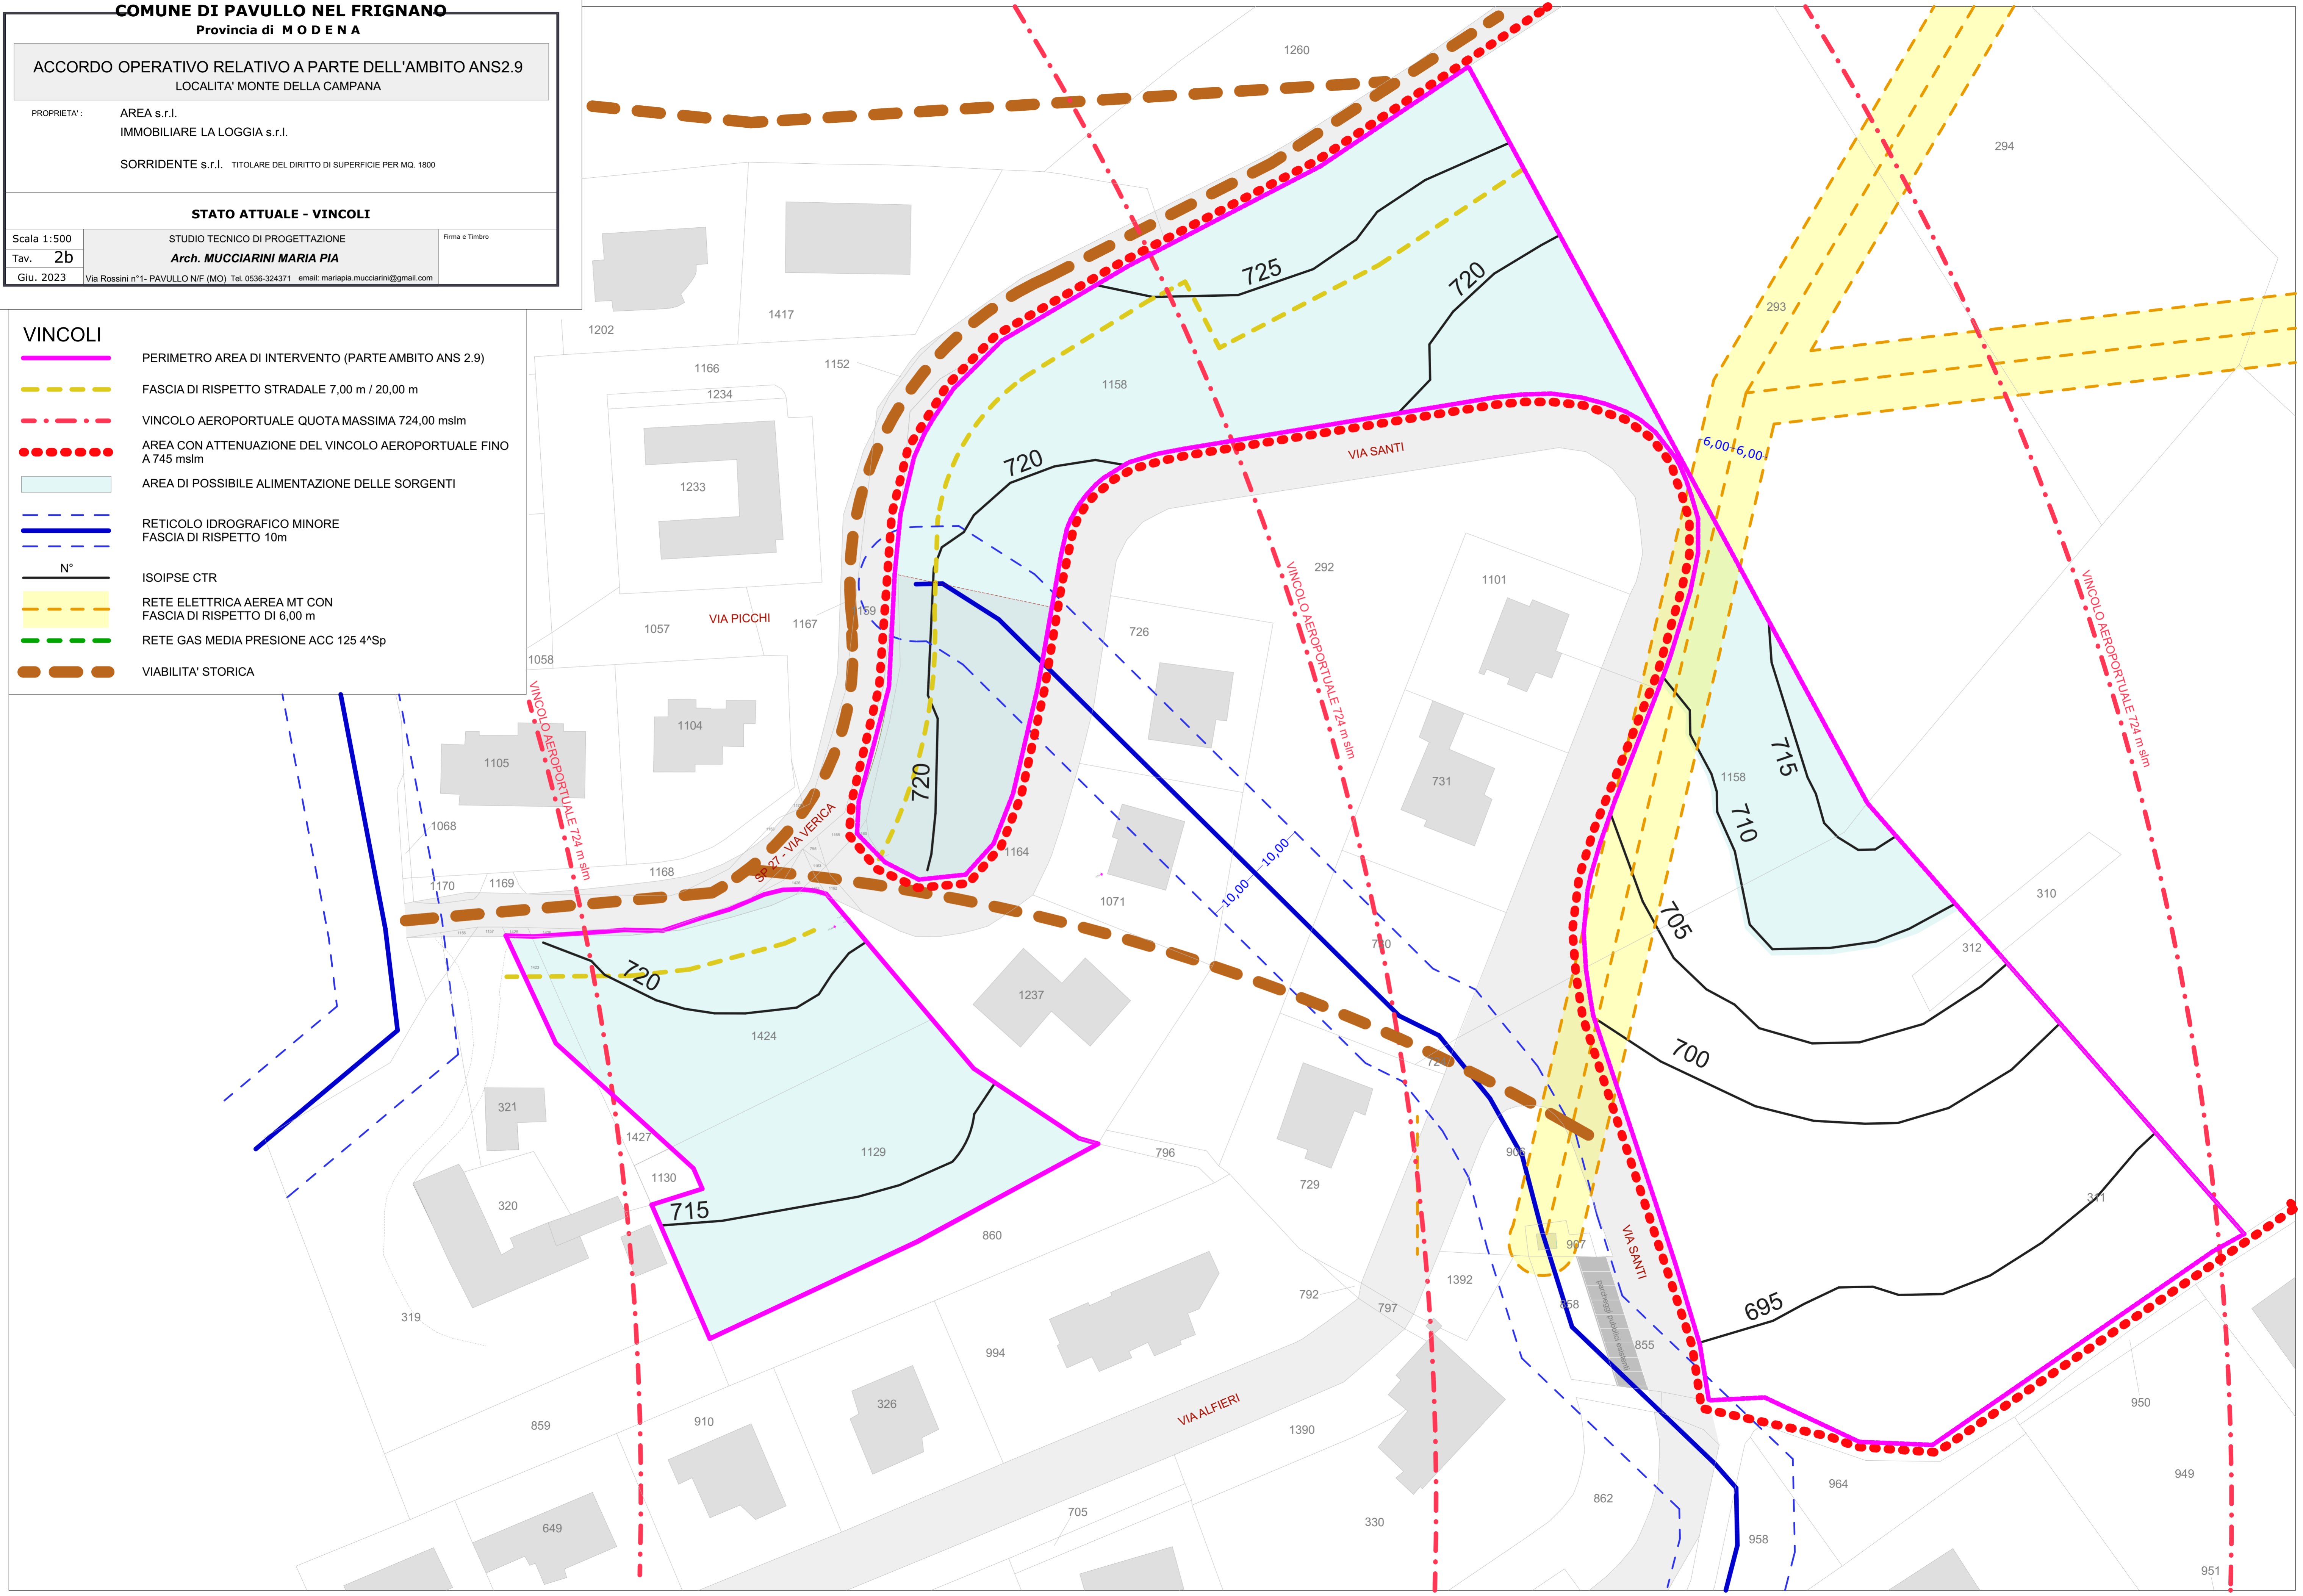 COMUNE DI PAVULLO NEL FRIGNANO
Provincia di M O D E N A
ACCORDO OPERATIVO RELATIVO A PARTE DELL'AMBITO ANS2.9
LOCALITA' MONTE DELLA CAMPANA
PROPRIETA' :
AREA s.r.l.
IMMOBILIARE LA LOGGIA s.r.l.
SORRIDENTE s.r.l. TITOLARE DEL DIRITTO DI SUPERFICIE PER MQ. 1800
STATO ATTUALE - VINCOLI
Scala 1:500
Tav. 2b
Giu. 2023
STUDIO TECNICO DI PROGETTAZIONE
Arch. MUCCIARINI MARIA PIA
Via Rossini n°1- PAVULLO N/F (MO) Tel. 0536-324371 email: mariapia.mucciarini@gmail.com
Firma e Timbro
VINCOLI
PERIMETRO AREA DI INTERVENTO (PARTE AMBITO ANS 2.9)
FASCIA DI RISPETTO STRADALE 7,00 m / 20,00 m
VINCOLO AEROPORTUALE QUOTA MASSIMA 724,00 mslm
AREA CON ATTENUAZIONE DEL VINCOLO AEROPORTUALE FINO
A 745 mslm
AREA DI POSSIBILE ALIMENTAZIONE DELLE SORGENTI
RETICOLO IDROGRAFICO MINORE
FASCIA DI RISPETTO 10m
N°
ISOIPSE CTR
RETE ELETTRICA AEREA MT CON
FASCIA DI RISPETTO DI 6,00 m
RETE GAS MEDIA PRESIONE ACC 125 4^Sp
VIABILITA' STORICA
1260
294
293
1202
1417
1166
1152
1234
1158
725
720
720
1233
VIA SANTI
6,00
6,00
292
1101
1159
VIA PICCHI
1167
1057
1058
726
VINCOLO AEROPORTUALE 724 m slm
VINCOLO AEROPORTUALE 724 m slm
VINCOLO AEROPORTUALE 724 m slm
1104
1105
720
731
715
1158
710
1068
SP 27 - VIA VERICA
1164
10,00
10,00
1170
1169
1168
1071
705
310
312
730
720
1237
1424
700
321
1427
1129
1130
796
906
729
320
715
311
860
VIA SANTI
907
1392
792
797
858
695
parcheggi pubblici esistenti
855
319
994
326
910
859
VIA ALFIERI
1390
950
949
964
862
649
705
330
958
951